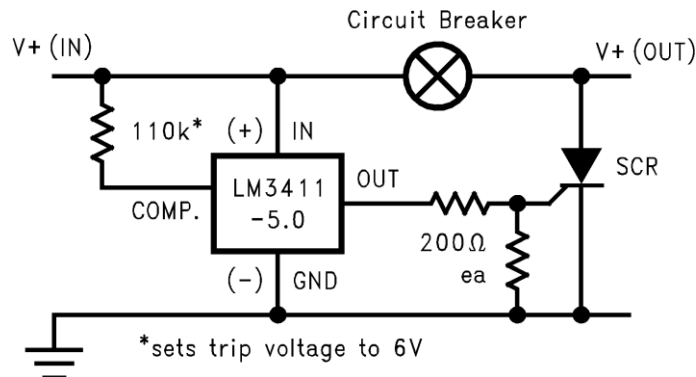 Circuit Breaker
V+ (IN)
V+ (OUT)
110k*
(+) IN
LM3411
-5.0
OUT
SCR
COMP.
200Ω
ea
(-) GND
*sets trip voltage to 6V